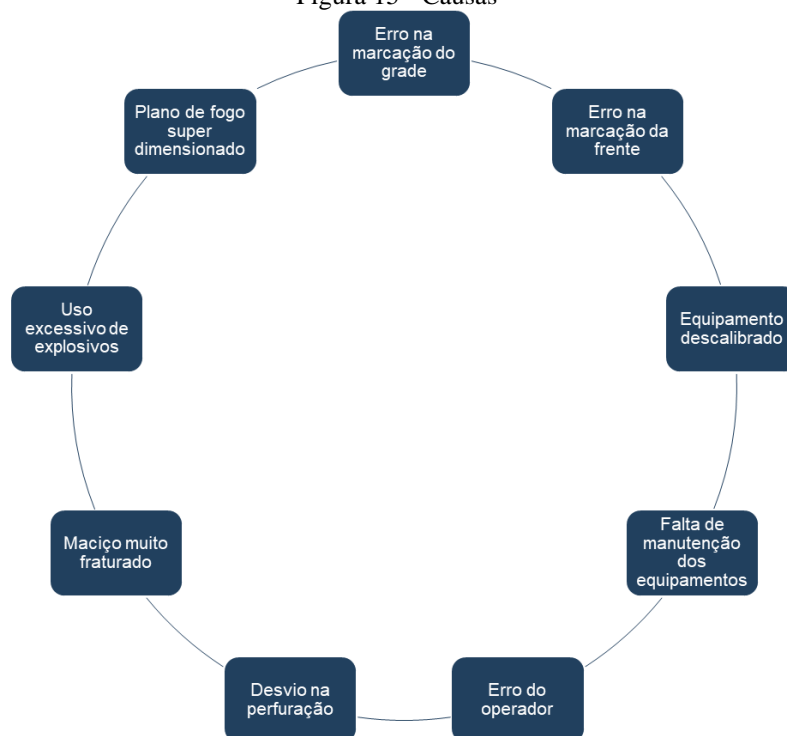 Figura 15 - Causas
Erro na
marcação do
grade
Erro na
marcação da
frente
Equipamento
descalibrado
Falta de
manutenção
dos
equipamentos
Erro do
operador
Desvio na
perfuração
Maciço muito
fraturado
Uso
excessivo de
explosivos
Plano de fogo
super
dimensionado